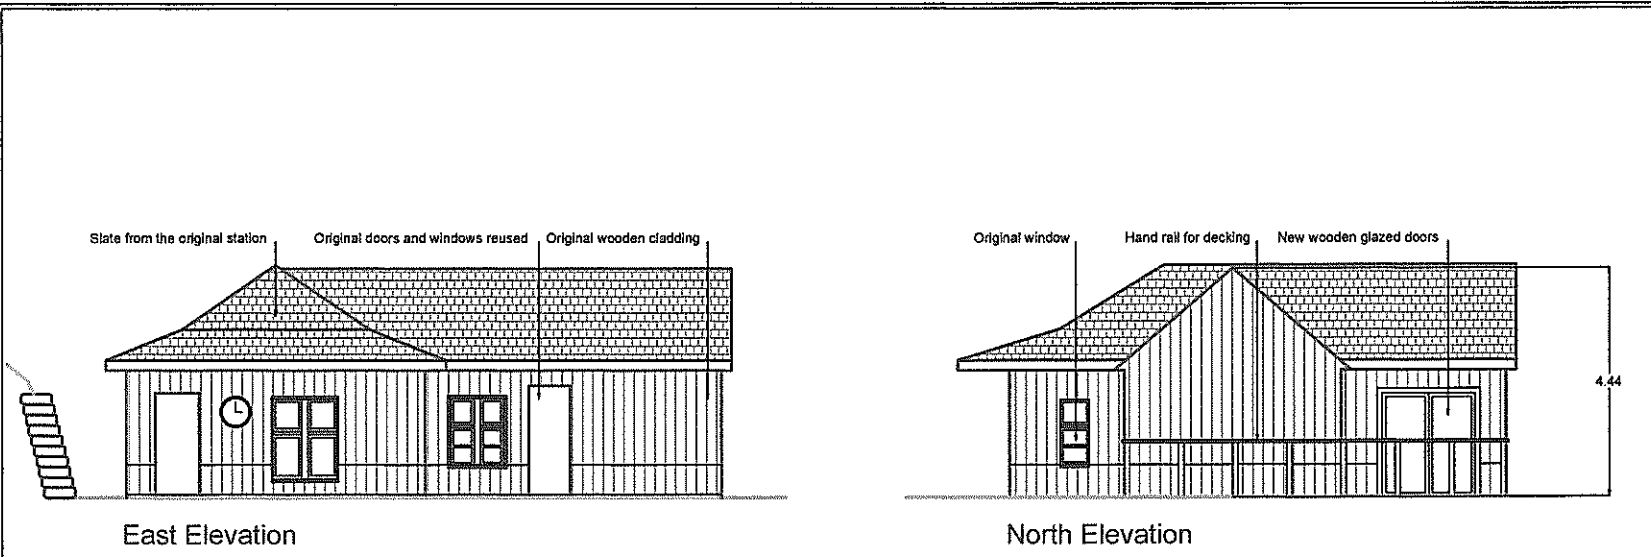 Slate from the original station
Original doors and windows reused
Original wooden cladding
Original window
Hand rail for decking
New wooden glazed doors
4.44
East Elevation
North Elevation